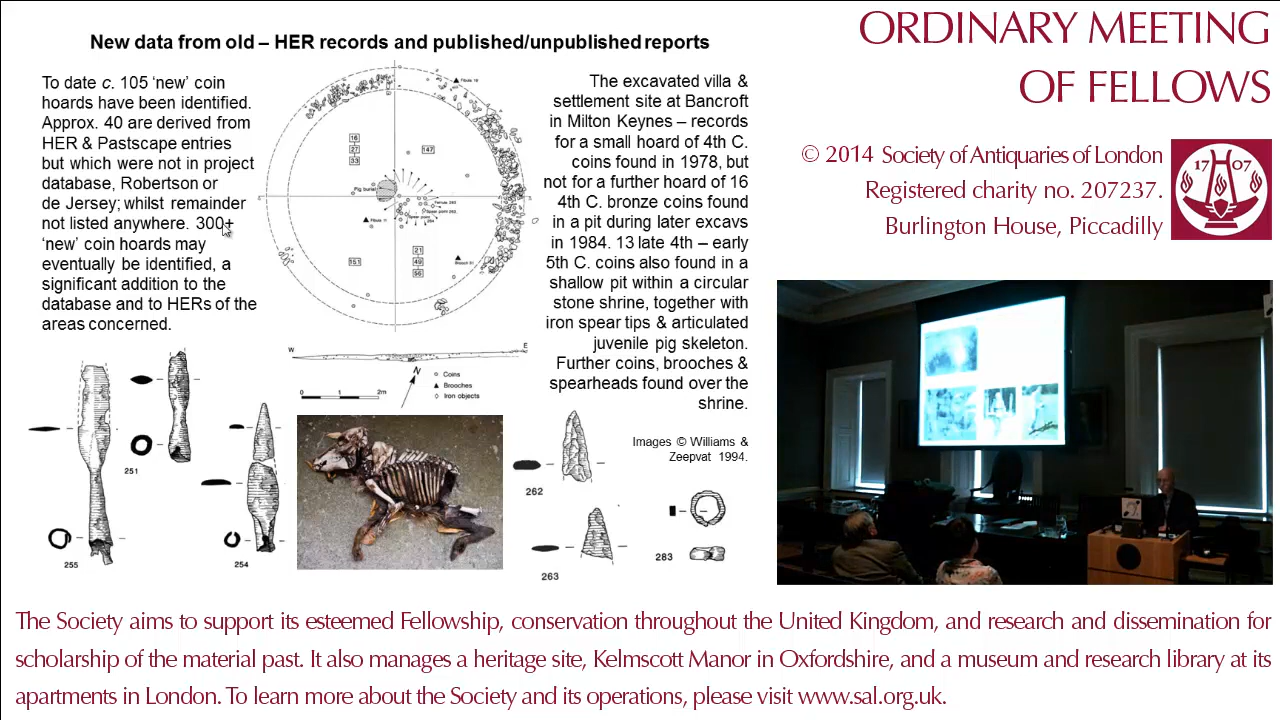 New data from old – HER records and published/unpublished reports
To date c. 105 ‘new’ coin
hoards have been identified.
Approx. 40 are derived from
HER & Pastscape entries
but which were not in project
database, Robertson or
de Jersey; whilst remainder
not listed anywhere. 300+
‘new’ coin hoards may
eventually be identified, a
significant addition to the
database and to HERs of the
areas concerned.
16
27
33
147
Pig burial
21
49
56
151
W
E
N
0
1
2m
Coins
Brooches
Iron objects
The excavated villa &
settlement site at Bancroft
in Milton Keynes – records
for a small hoard of 4th C.
coins found in 1978, but
not for a further hoard of 16
4th C. bronze coins found
in a pit during later excavs
in 1984. 13 late 4th – early
5th C. coins also found in a
shallow pit within a circular
stone shrine, together with
iron spear tips & articulated
juvenile pig skeleton.
Further coins, brooches &
spearheads found over the
shrine.
Images © Williams &
Zeepvat 1994.
251
255
254
262
263
283
ORDINARY MEETING
OF FELLOWS
© 2014 Society of Antiquaries of London
Registered charity no. 207237.
Burlington House, Piccadilly
17 07
The Society aims to support its esteemed Fellowship, conservation throughout the United Kingdom, and research and dissemination for
scholarship of the material past. It also manages a heritage site, Kelmscott Manor in Oxfordshire, and a museum and research library at its
apartments in London. To learn more about the Society and its operations, please visit www.sal.org.uk.